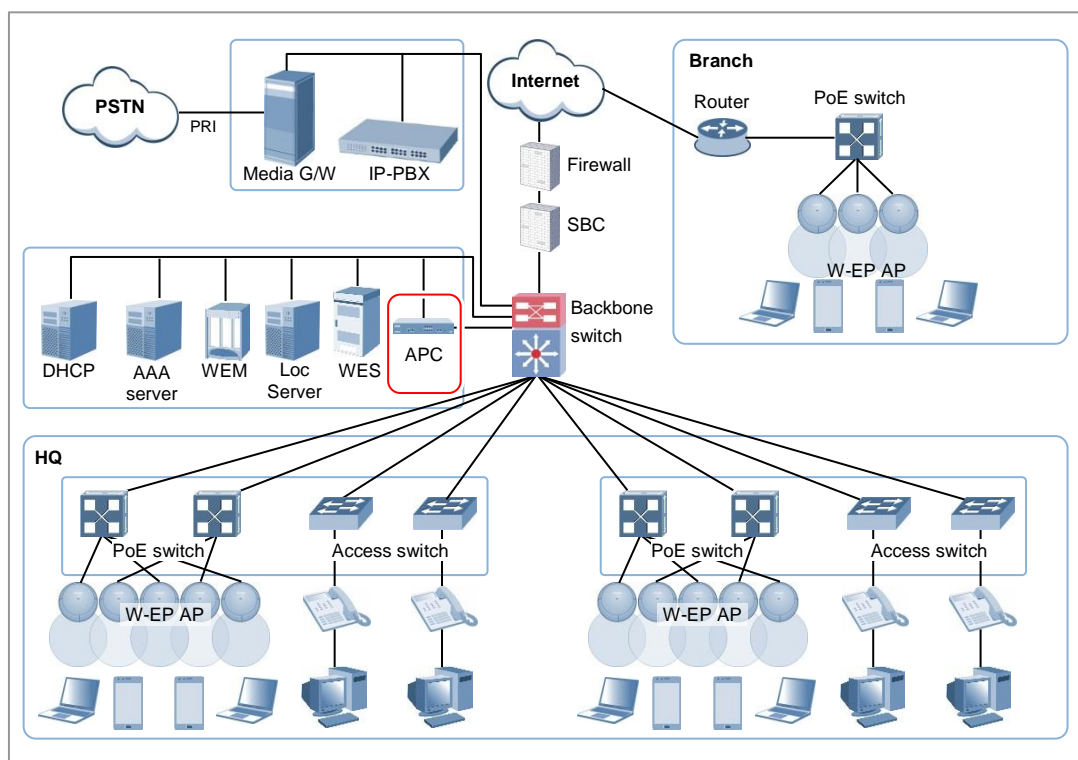 PSTN
PRI
Media G/W
IP-PBX
Internet
Firewall
SBC
Backbone
switch
Branch
Router
PoE switch
W-EP AP
DHCP
AAA
server
WEM
Loc
Server
WES
APC
HQ
PoE switch
Access switch
W-EP AP
PoE switch
Access switch
W-EP AP